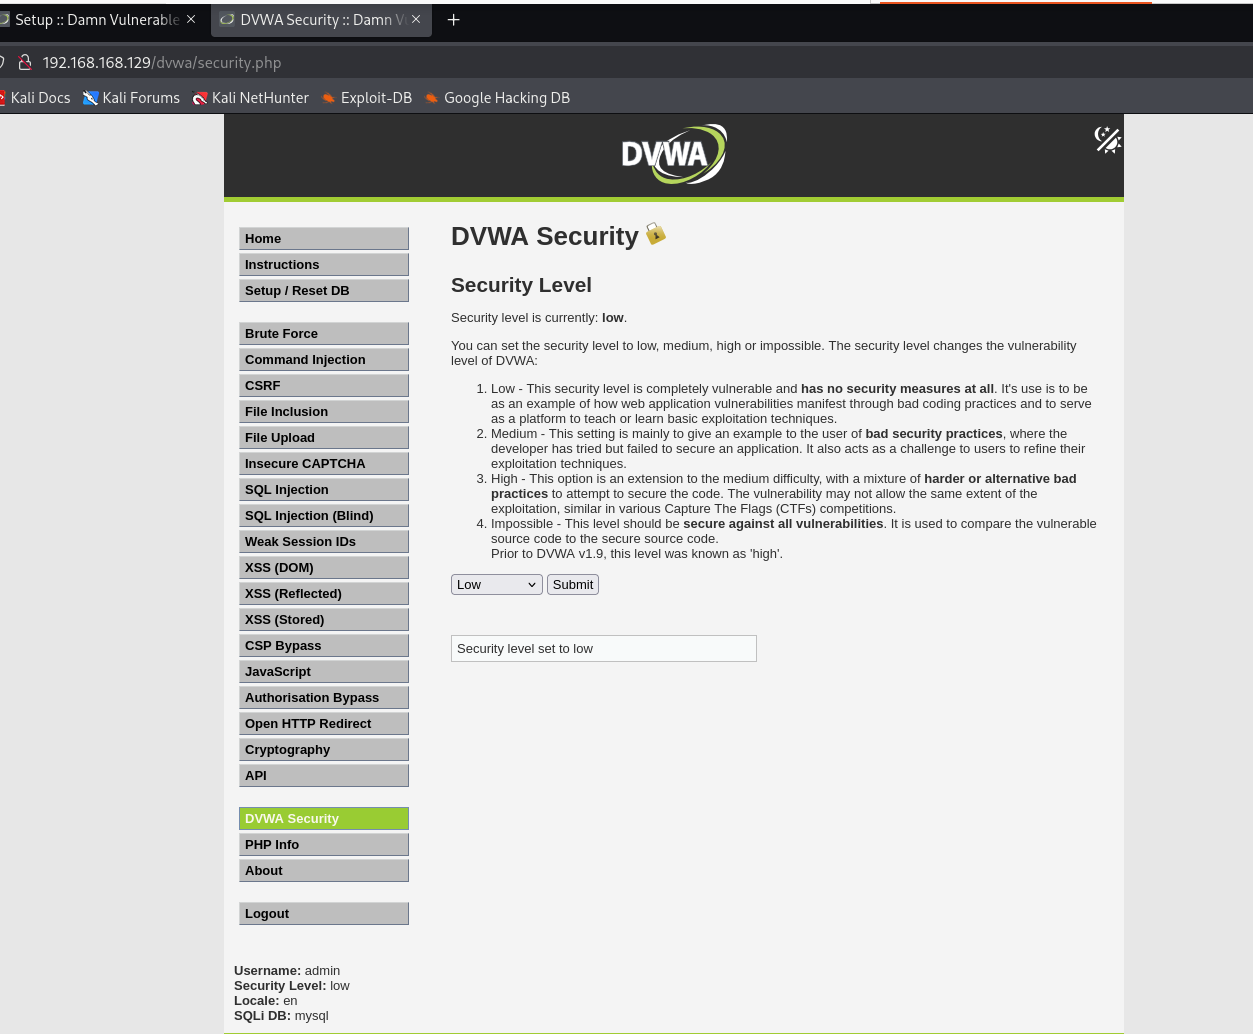 Setup :: Damn Vulnerable
DVWA Security :: Damn V
192.168.168.129/dvwa/security.php
Kali Docs
Kali Forums
Kali NetHunter
Exploit-DB
Google Hacking DB
DVWA
Home
Instructions
Setup / Reset DB
Brute Force
Command Injection
CSRF
File Inclusion
File Upload
Insecure CAPTCHA
SQL Injection
SQL Injection (Blind)
Weak Session IDs
XSS (DOM)
XSS (Reflected)
XSS (Stored)
CSP Bypass
JavaScript
Authorisation Bypass
Open HTTP Redirect
Cryptography
API
DVWA Security
PHP Info
About
Logout
DVWA Security
Security Level
Security level is currently: low.
You can set the security level to low, medium, high or impossible. The security level changes the vulnerability
level of DVWA:
1. Low - This security level is completely vulnerable and has no security measures at all. It's use is to be
as an example of how web application vulnerabilities manifest through bad coding practices and to serve
as a platform to teach or learn basic exploitation techniques.
2. Medium - This setting is mainly to give an example to the user of bad security practices, where the
developer has tried but failed to secure an application. It also acts as a challenge to users to refine their
exploitation techniques.
3. High - This option is an extension to the medium difficulty, with a mixture of harder or alternative bad
practices to attempt to secure the code. The vulnerability may not allow the same extent of the
exploitation, similar in various Capture The Flags (CTFs) competitions.
4. Impossible - This level should be secure against all vulnerabilities. It is used to compare the vulnerable
source code to the secure source code.
Prior to DVWA v1.9, this level was known as 'high'.
Low
Submit
Security level set to low
Username: admin
Security Level: low
Locale: en
SQLi DB: mysql